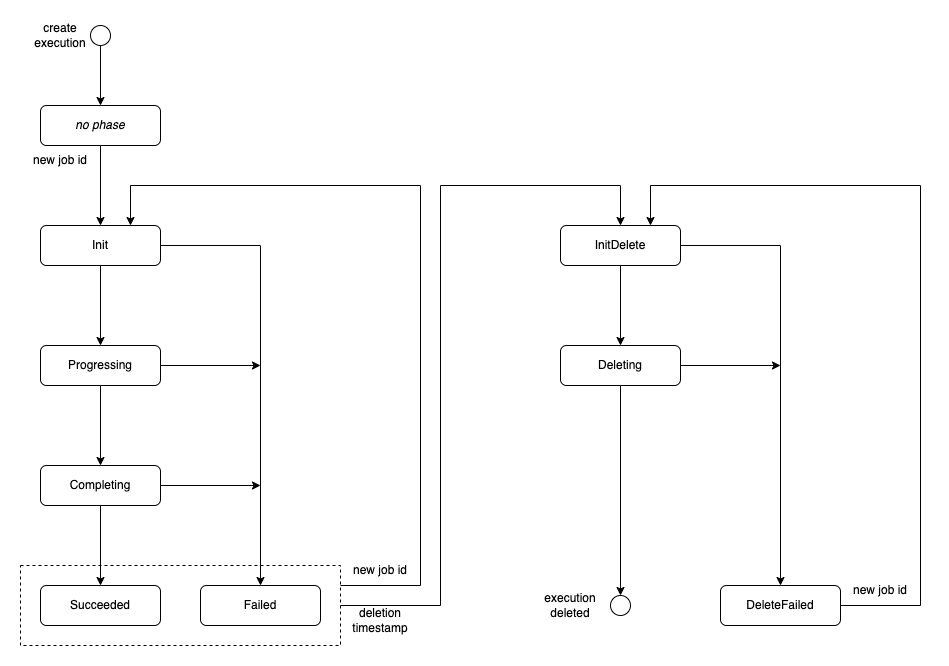 create
execution
no phase
new job id
Init
InitDelete
Progressing
Deleting
Completing
new job id
Succeeded
Failed
deletion
timestamp
execution
deleted
DeleteFailed
new job id